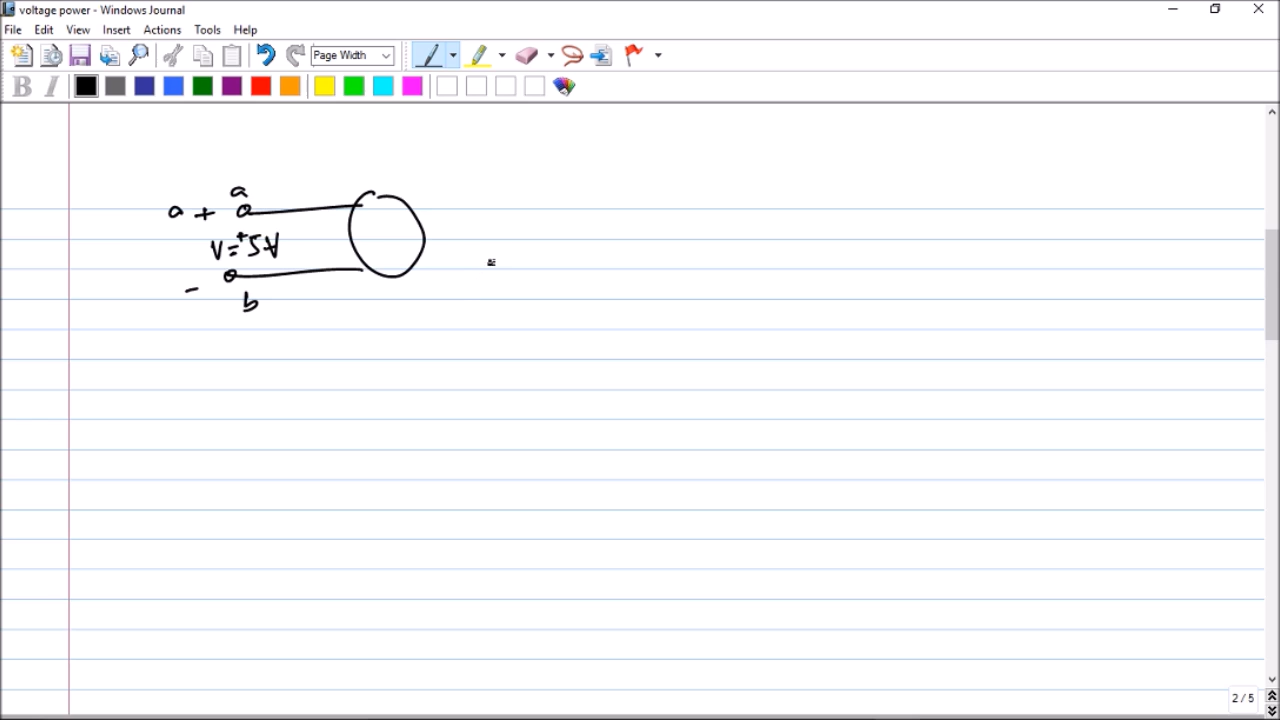 voltage power - Windows Journal
File Edit View Insert Actions Tools Help
Page Width
B I
a
a +
V=+5V
-
b
2 / 5